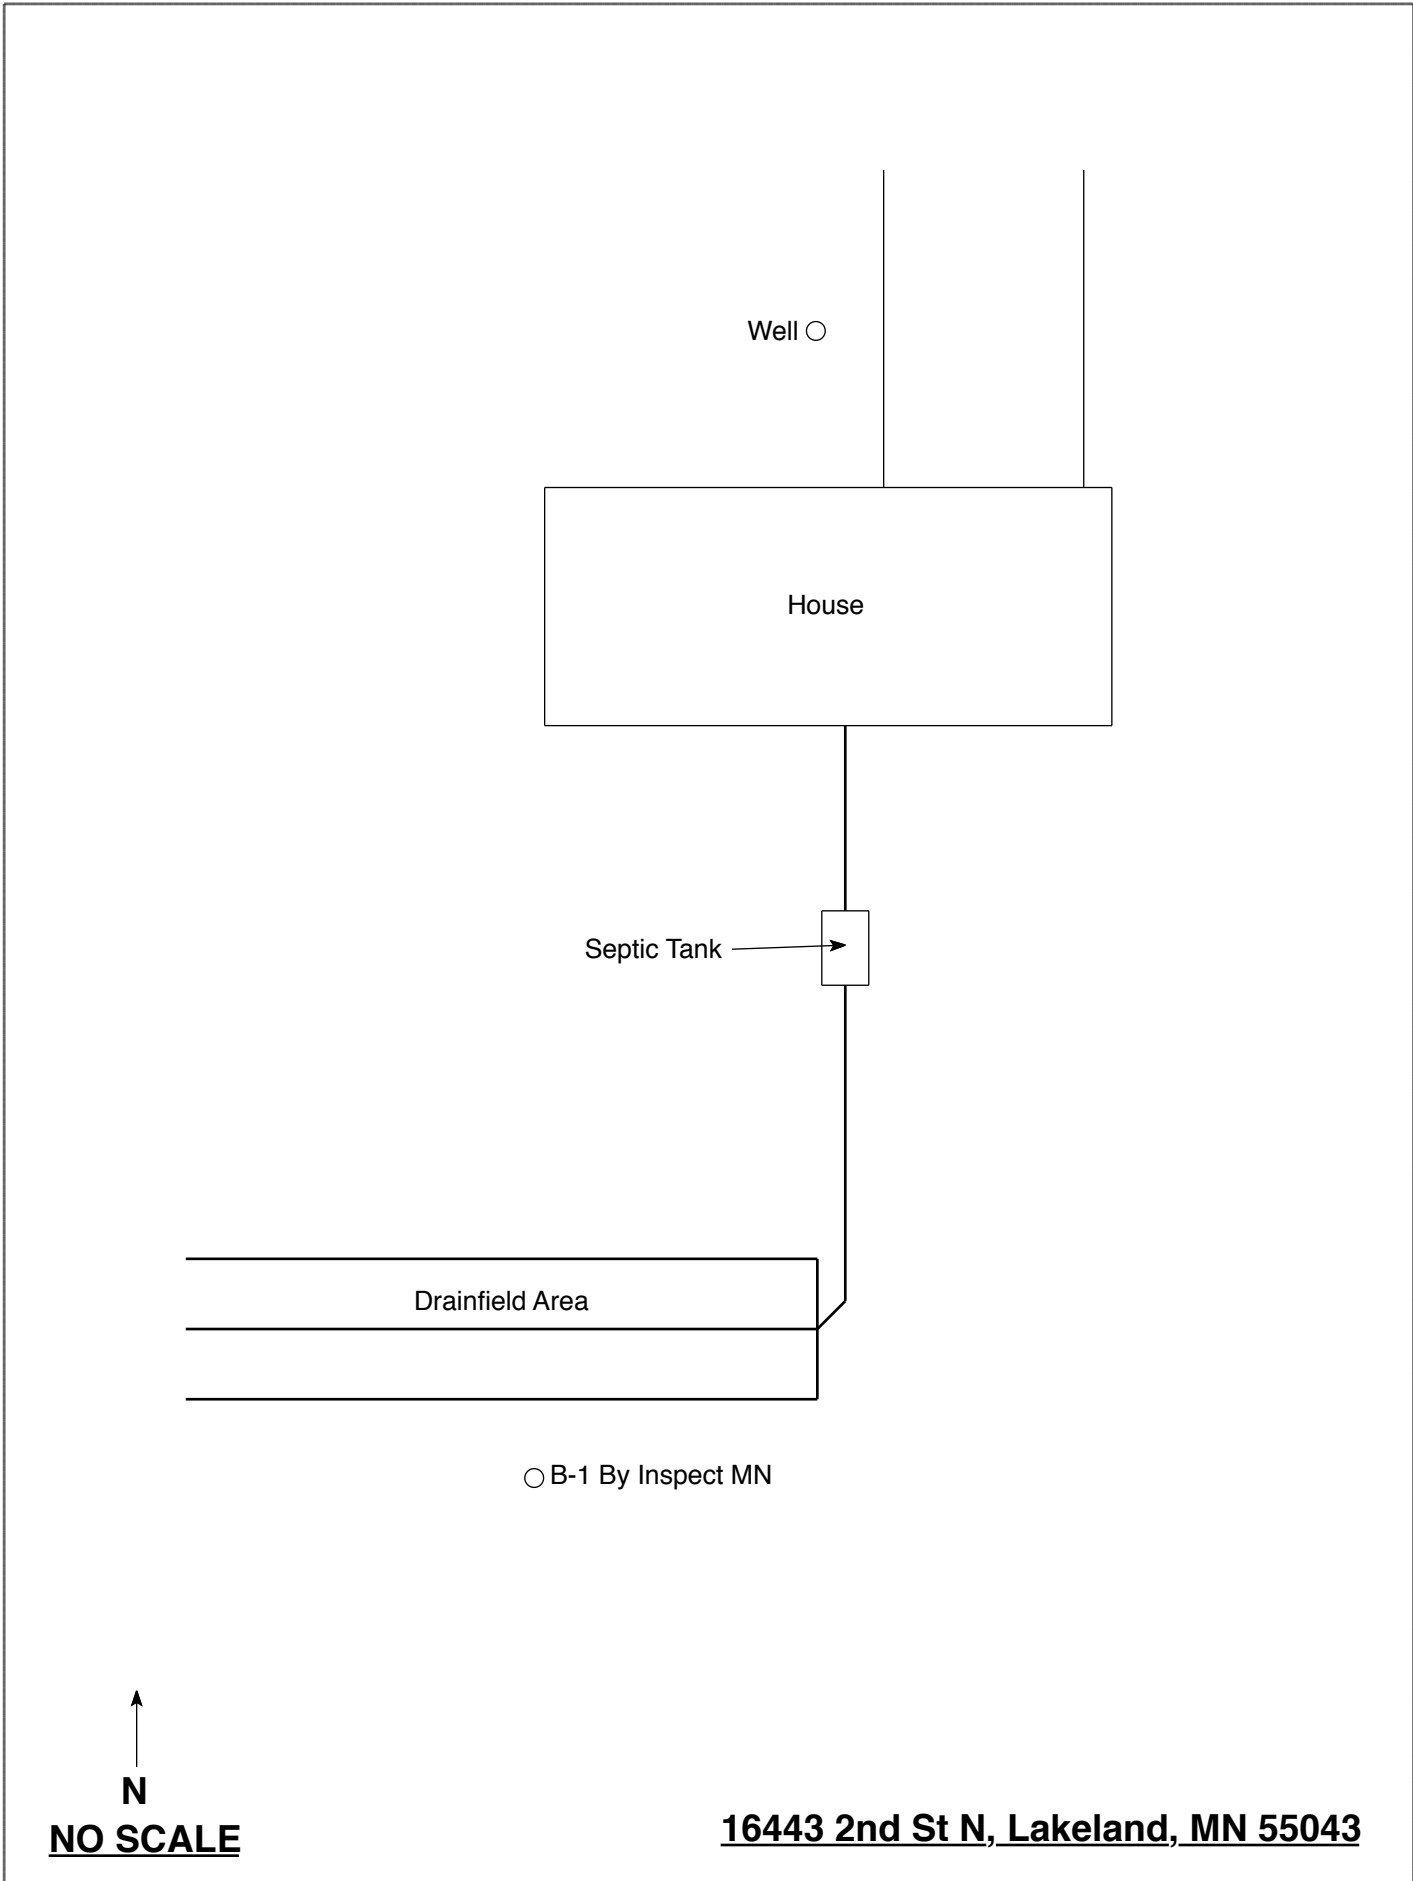 Well
House
Septic Tank
Drainfield Area
B-1 By Inspect MN
N
NO SCALE
16443 2nd St N, Lakeland, MN 55043